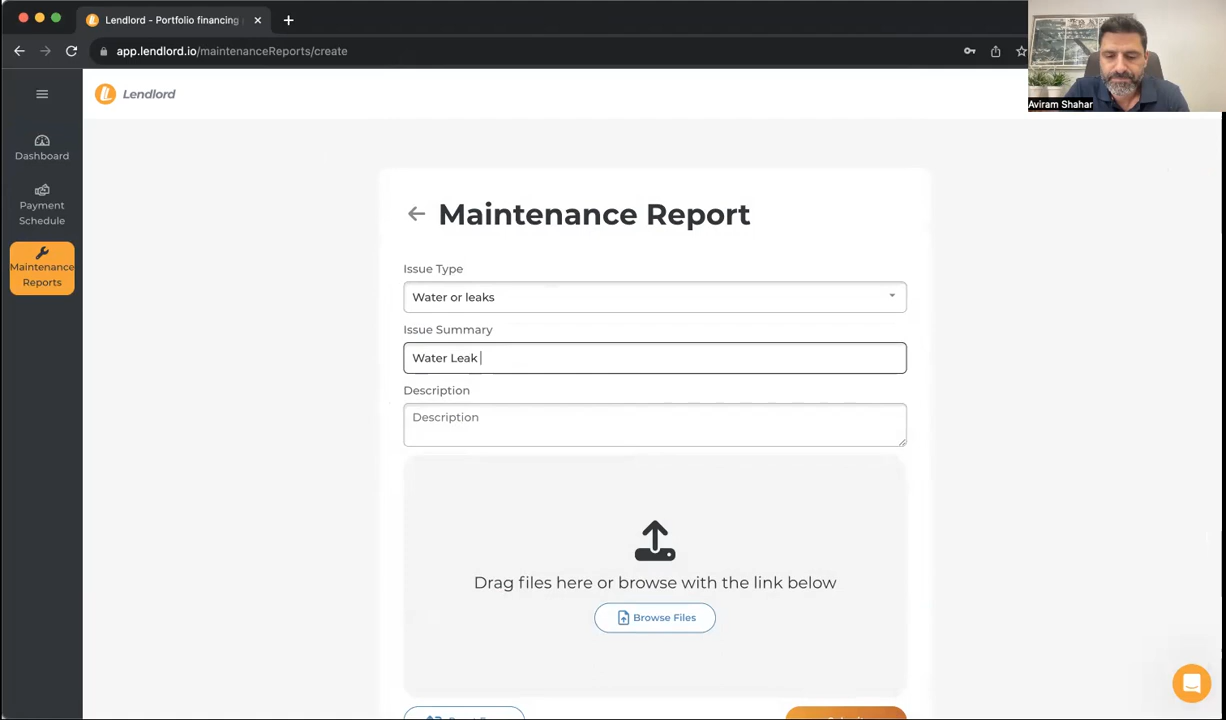 Lendlord - Portfolio financing
app.lendlord.io/maintenanceReports/create
Aviram Shahar
Lendlord
Dashboard
Payment
Schedule
Maintenance
Reports
Maintenance Report
Issue Type
Water or leaks
Issue Summary
Water Leak
Description
Description
Drag files here or browse with the link below
Browse Files